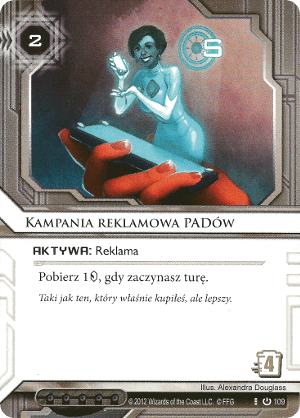 2
S
KAMPANIA REKLAMOWA PADÓW
AKTYWA: Reklama
Pobierz 1, gdy zaczynasz turę.
Taki jak ten, który właśnie kupiłeś, ale lepszy.
4
Illus. Alexandra Douglass
© 2012 Wizards of the Coast LLC. © FFG 109